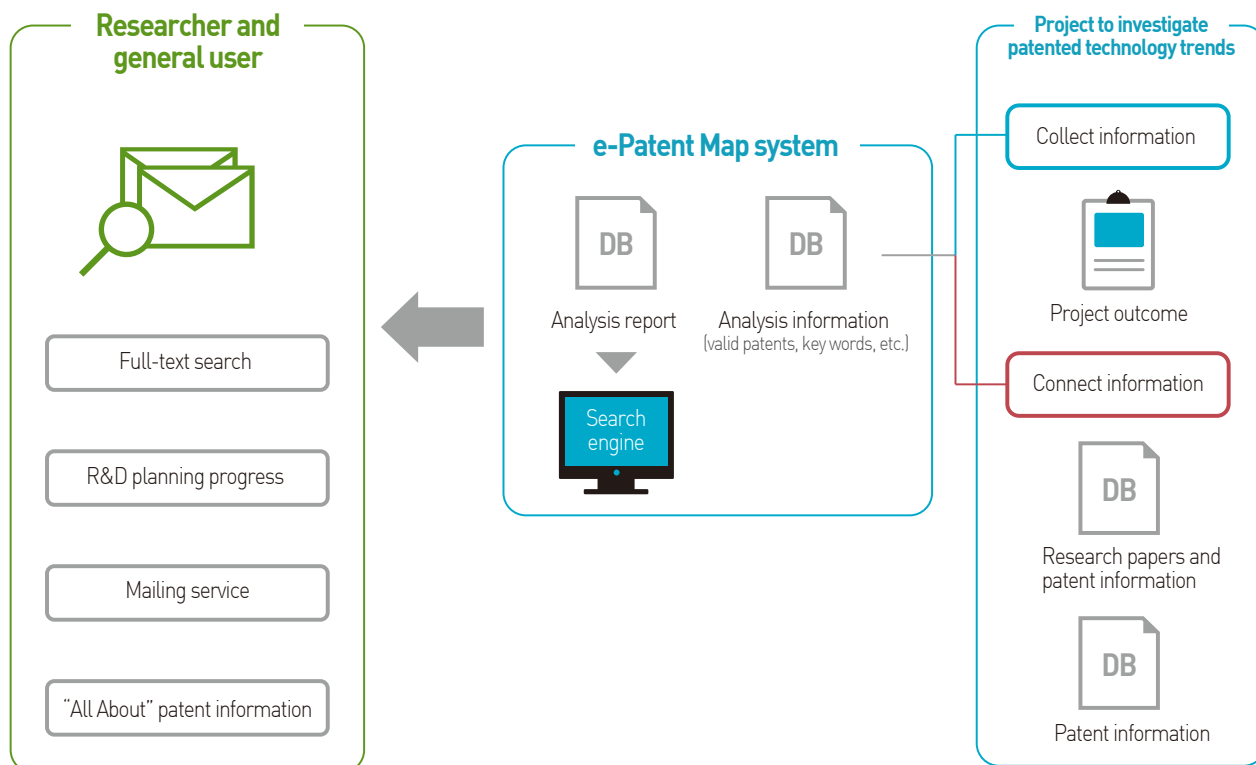 Researcher and
general user
Full-text search
R&D planning progress
Mailing service
“All About” patent information
e-Patent Map system
DB
Analysis report
DB
Analysis information
(valid patents, key words, etc.)
Search
engine
Project to investigate
patented technology trends
Collect information
Project outcome
Connect information
DB
Research papers and
patent information
DB
Patent information